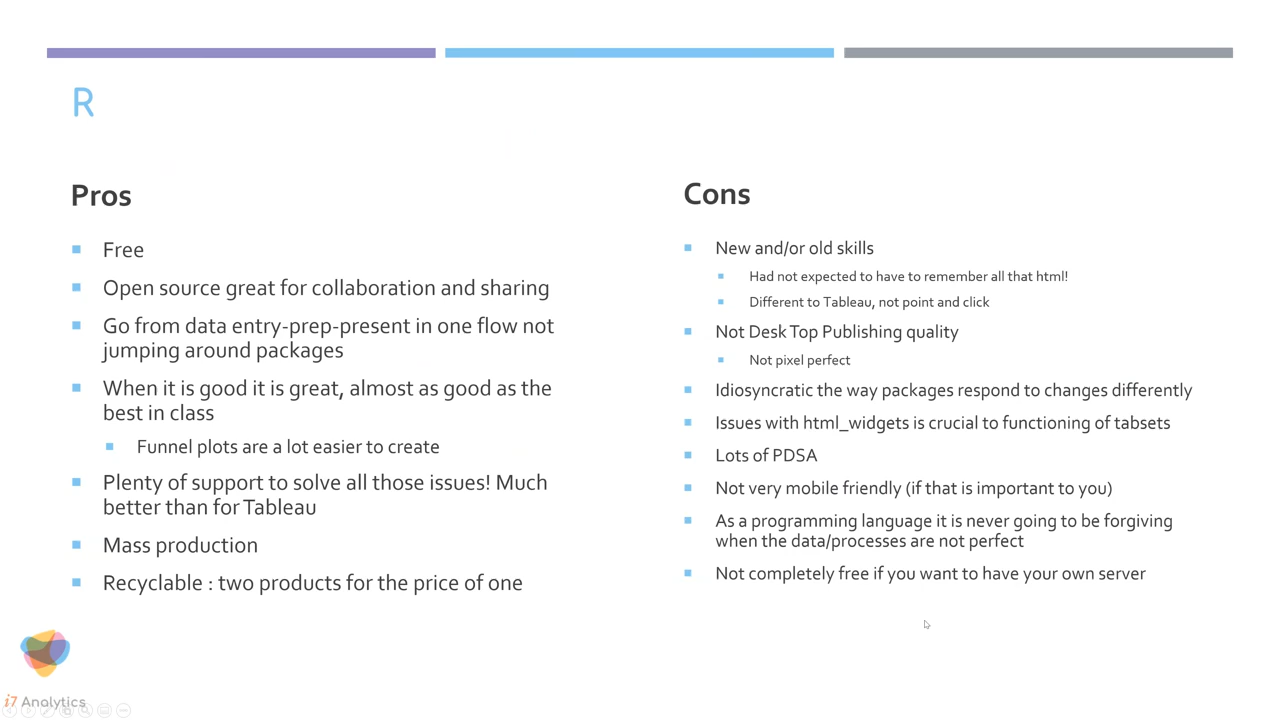 R
Pros
Free
Open source great for collaboration and sharing
Go from data entry-prep-present in one flow not
jumping around packages
When it is good it is great, almost as good as the
best in class
Funnel plots are a lot easier to create
Plenty of support to solve all those issues! Much
better than for Tableau
Mass production
Recyclable : two products for the price of one
Cons
New and/or old skills
Had not expected to have to remember all that html!
Different to Tableau, not point and click
Not Desk Top Publishing quality
Not pixel perfect
Idiosyncratic the way packages respond to changes differently
Issues with html_widgets is crucial to functioning of tabsets
Lots of PDSA
Not very mobile friendly (if that is important to you)
As a programming language it is never going to be forgiving
when the data/processes are not perfect
Not completely free if you want to have your own server
i7 Analytics